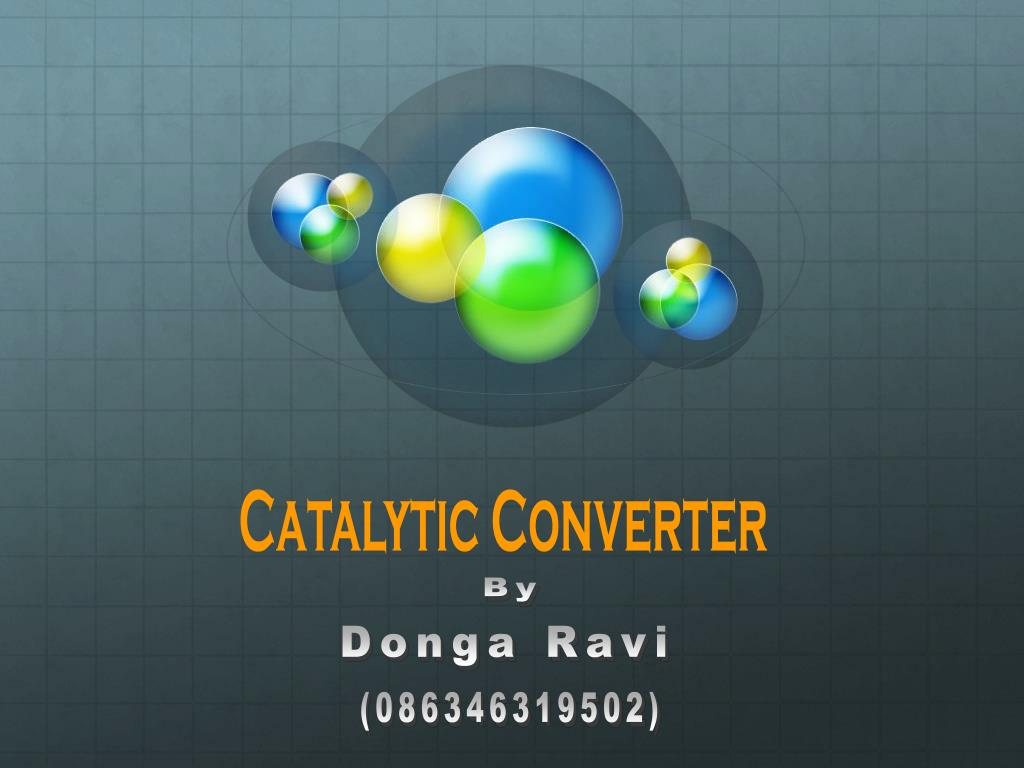 Catalytic Converter
By
Donga Ravi
(086346319502)